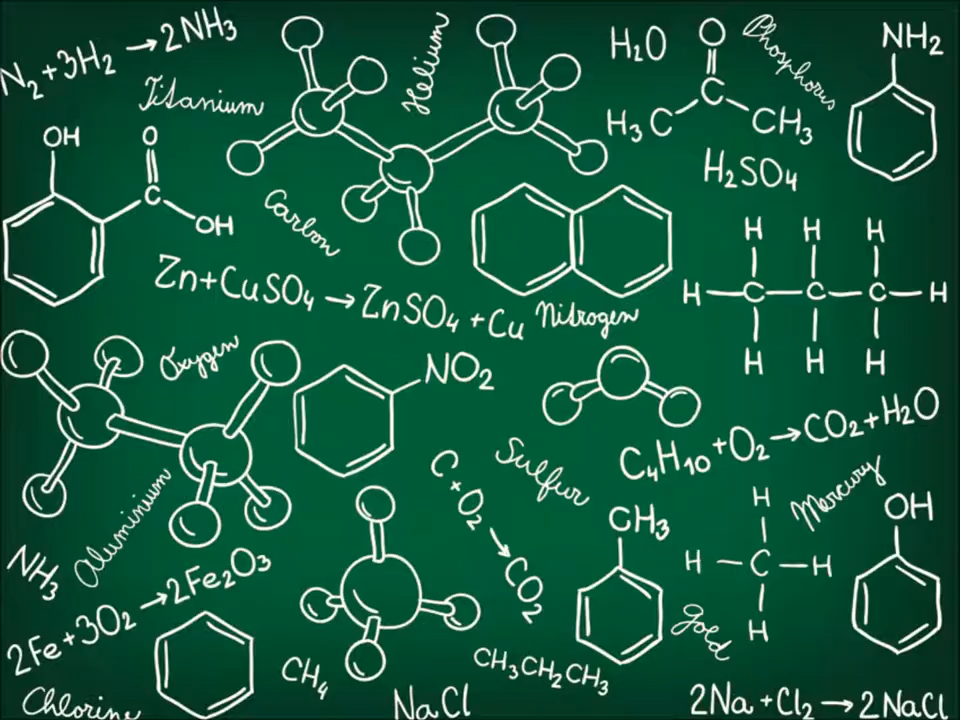 N₂+3H₂→2NH₃
Titanium
Helium
H₂O
O
C
H₃C
CH₃
Phosphorus
NH₂
H₂SO₄
OH
O
C
OH
Carbon
Zn+CuSO₄→ZnSO₄+Cu
Nitrogen
H H H
H C C C H
H H H
Oxygen
NO₂
C₄H₁₀+O₂→CO₂+H₂O
Sulfur
C+O₂→CO₂
Mercury
Aluminium
NH₃
2Fe+3O₂→2Fe₂O₃
CH₃
H
H C H
H
OH
Gold
Chlorine
CH₄
NaCl
CH₃CH₂CH₃
2Na+Cl₂→2NaCl